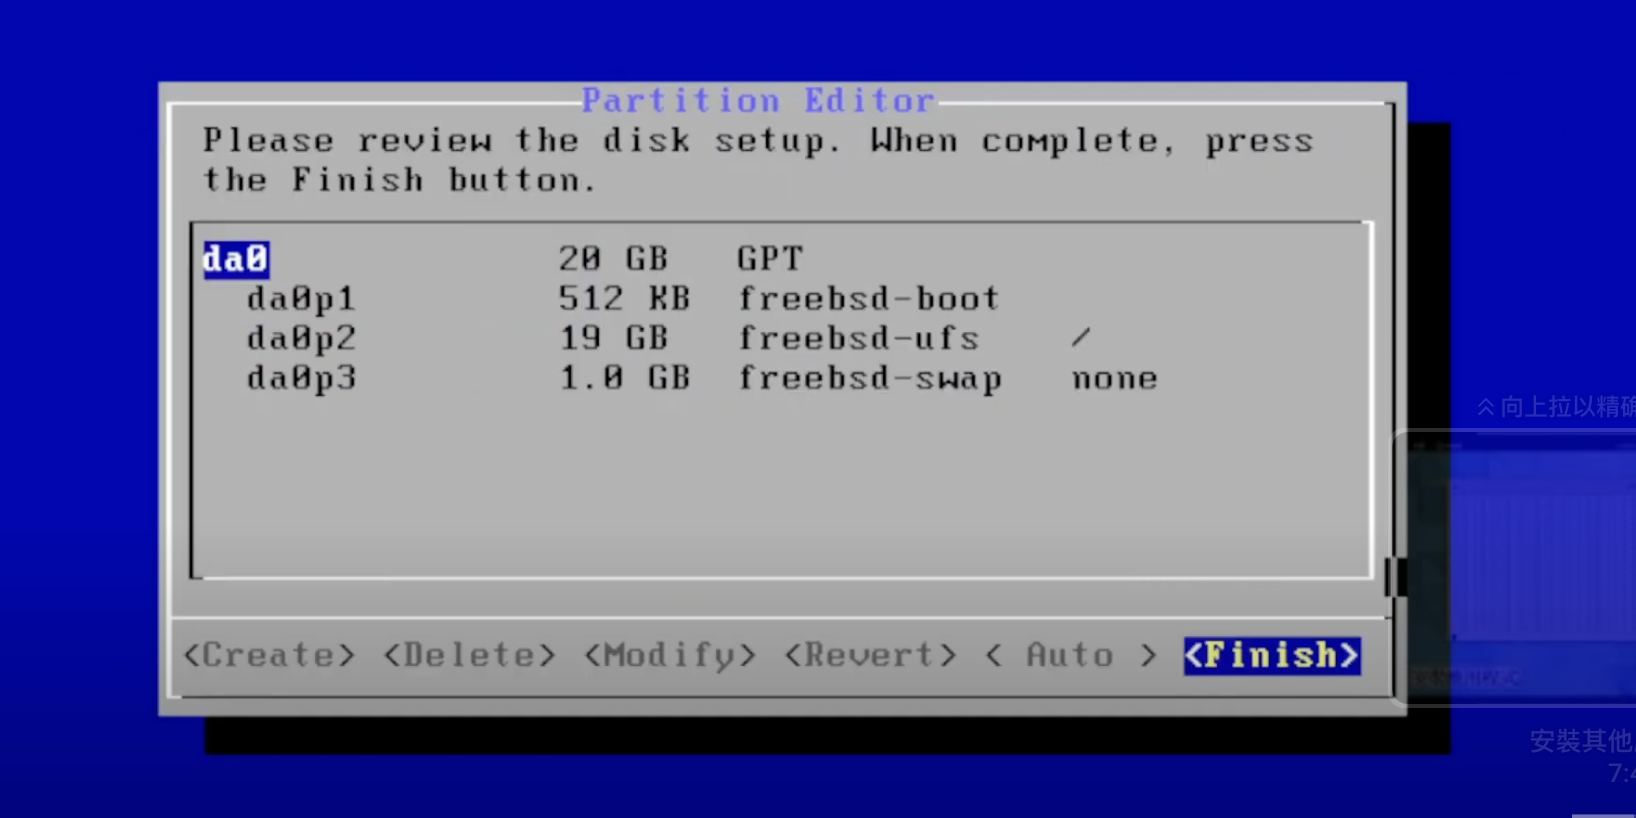 Partition Editor
Please review the disk setup. When complete, press
the Finish button.
da0 20 GB GPT
da0p1 512 KB freebsd-boot
da0p2 19 GB freebsd-ufs /
da0p3 1.0 GB freebsd-swap none
<Create> <Delete> <Modify> <Revert> < Auto > <Finish>
向上拉以精確
安裝其他
7:4